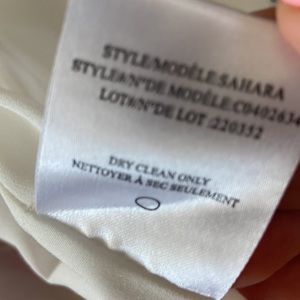 STYLE/MODÈLE:SAHARA
STYLE#/N°DE MODÈLE:C0402634
LOT#/N°DE LOT :220352
DRY CLEAN ONLY
NETTOYER À SEC SEULEMENT